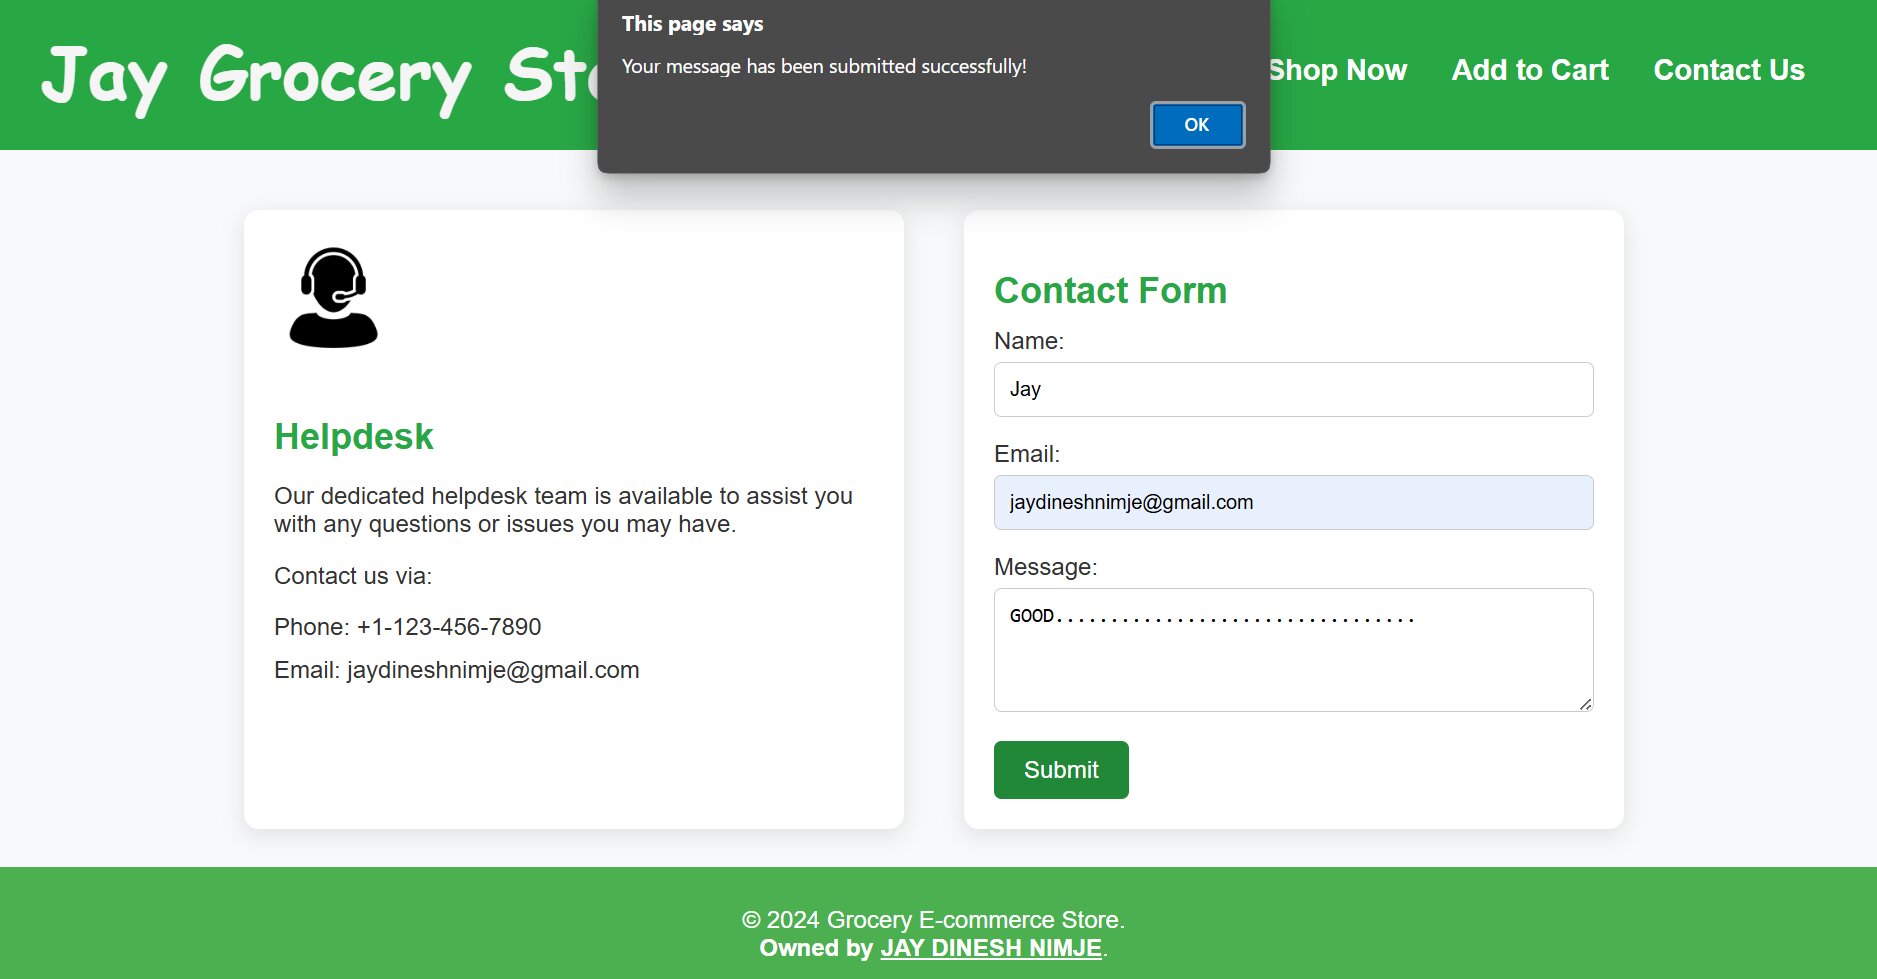 This page says
Your message has been submitted successfully!
OK
Jay Grocery
Shop Now Add to Cart Contact Us
Helpdesk
Our dedicated helpdesk team is available to assist you
with any questions or issues you may have.
Contact us via:
Phone: +1-123-456-7890
Email: jaydineshnimje@gmail.com
Contact Form
Name:
Jay
Email:
jaydineshnimje@gmail.com
Message:
GOOD.................................
Submit
© 2024 Grocery E-commerce Store.
Owned by JAY DINESH NIMJE.